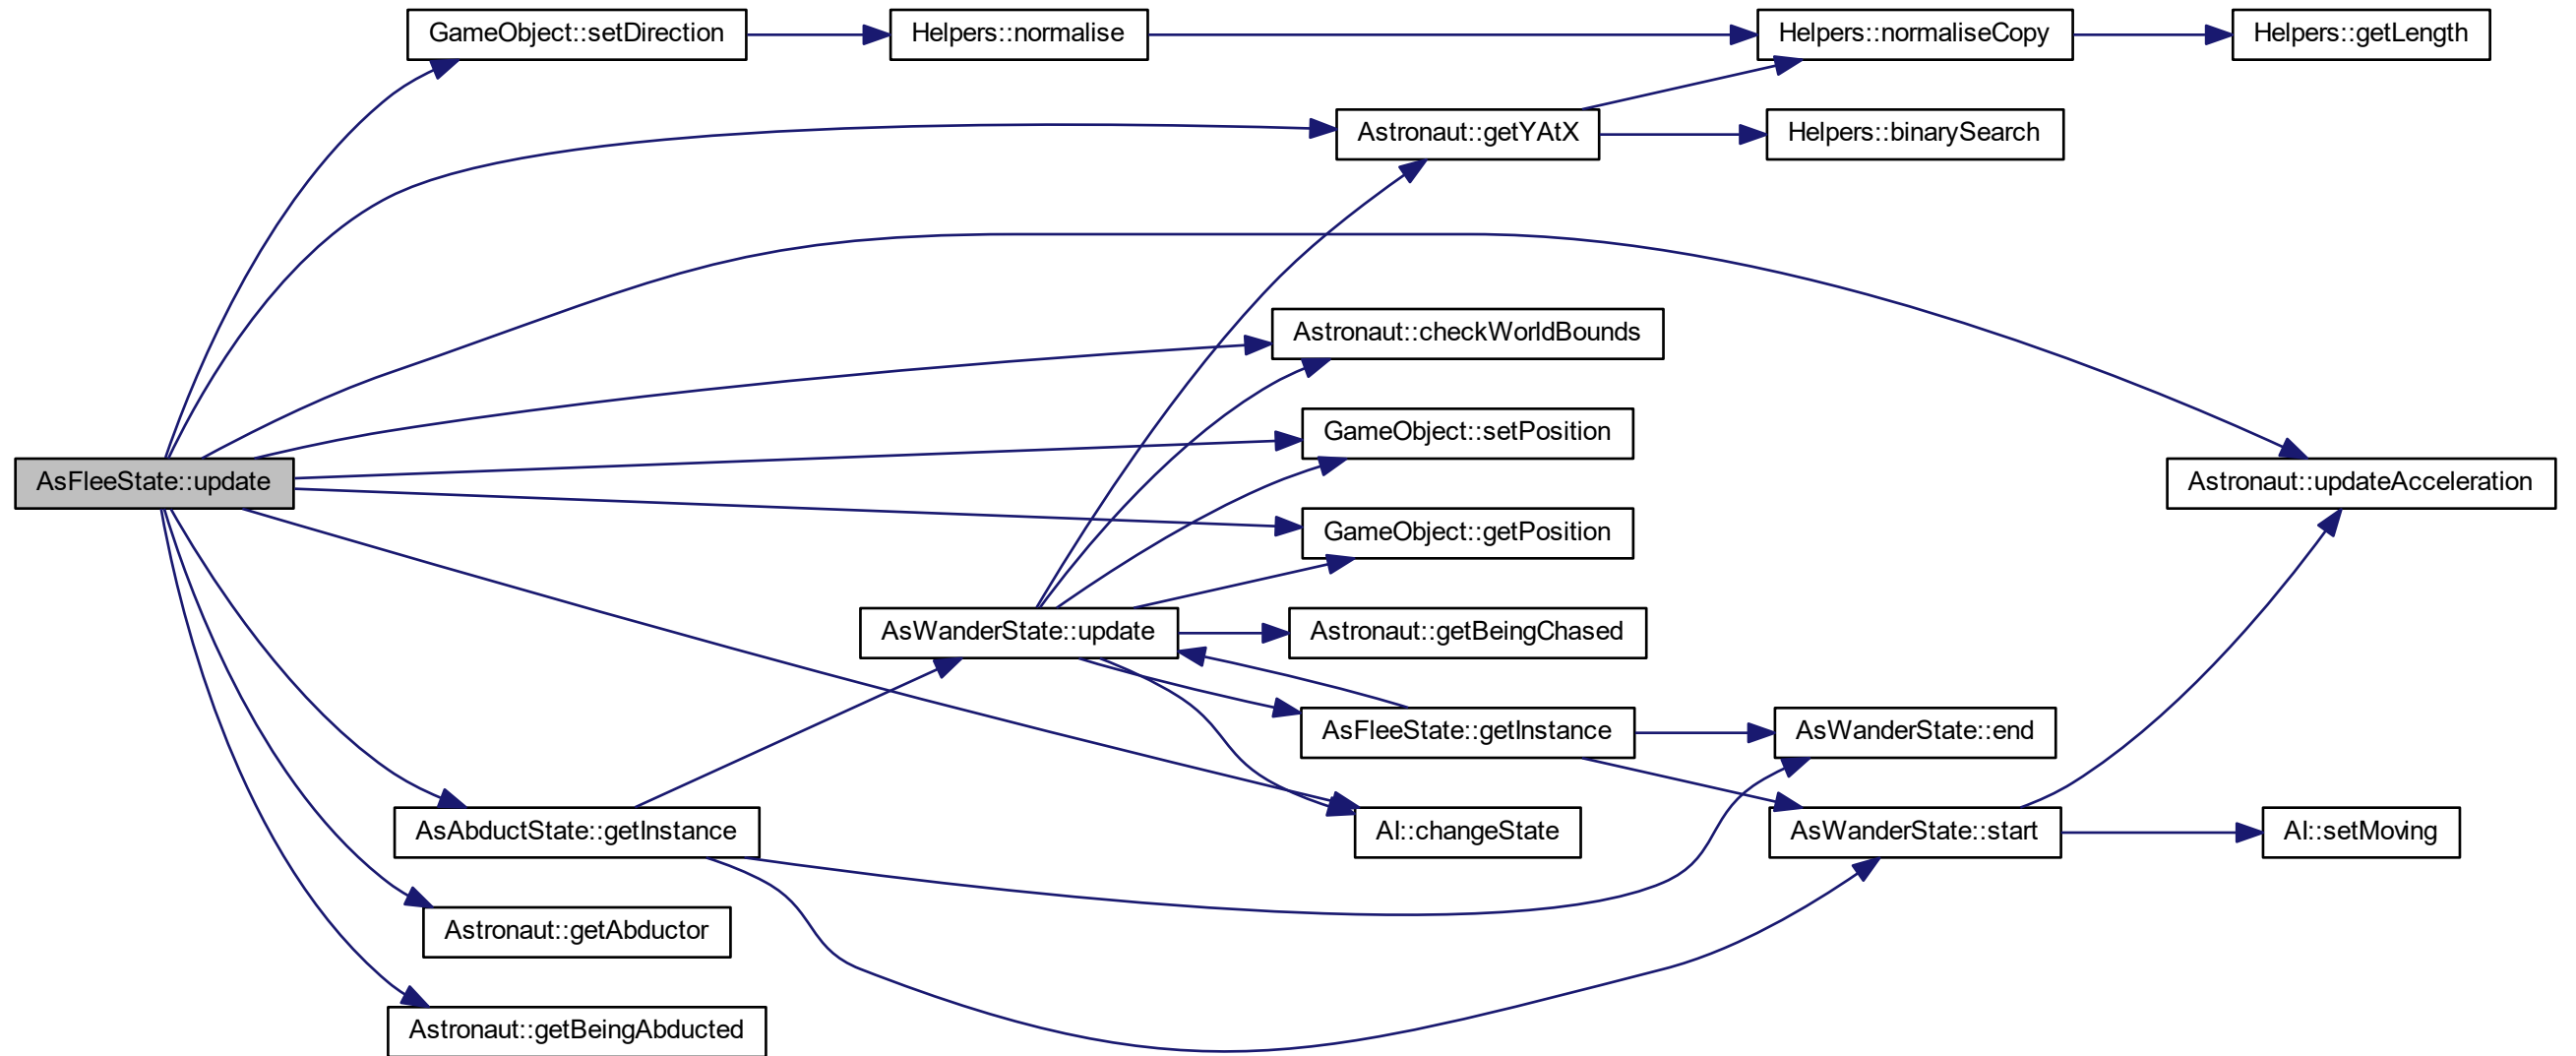 GameObject::setDirection
Helpers::normalise
Helpers::normaliseCopy
Helpers::getLength
Astronaut::getYAtX
Helpers::binarySearch
Astronaut::checkWorldBounds
GameObject::setPosition
AsFleeState::update
Astronaut::updateAcceleration
GameObject::getPosition
AsWanderState::update
Astronaut::getBeingChased
AsFleeState::getInstance
AsWanderState::end
AsAbductState::getInstance
AI::changeState
AsWanderState::start
AI::setMoving
Astronaut::getAbductor
Astronaut::getBeingAbducted